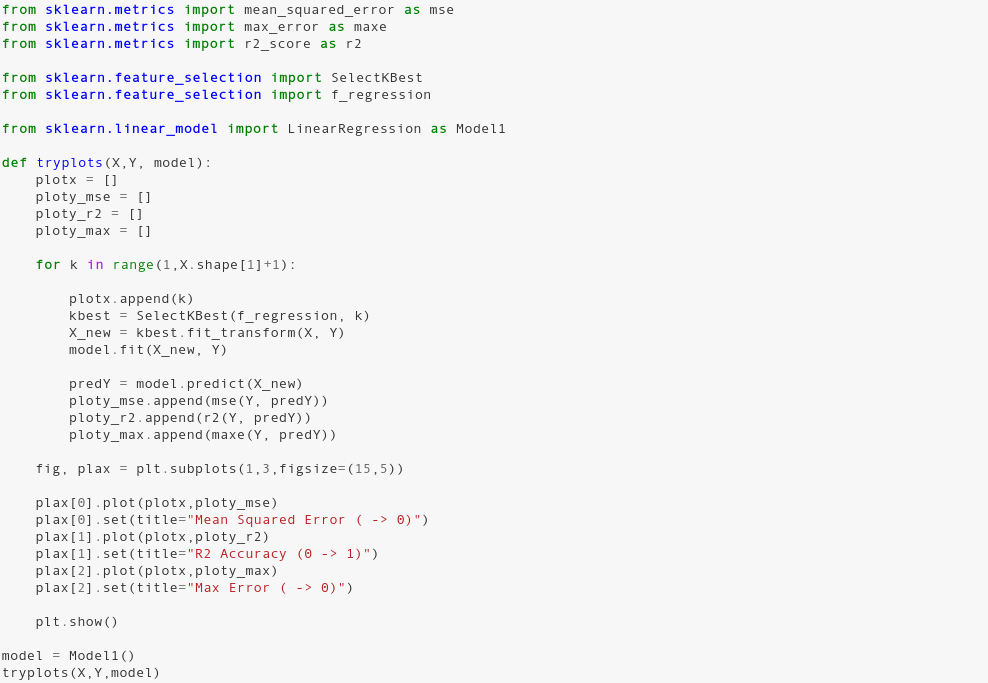 from sklearn.metrics import mean_squared_error as mse
from sklearn.metrics import max_error as maxe
from sklearn.metrics import r2_score as r2

from sklearn.feature_selection import SelectKBest
from sklearn.feature_selection import f_regression

from sklearn.linear_model import LinearRegression as Model1

def tryplots(X,Y, model):
    plotx = []
    ploty_mse = []
    ploty_r2 = []
    ploty_max = []

    for k in range(1,X.shape[1]+1):

        plotx.append(k)
        kbest = SelectKBest(f_regression, k)
        X_new = kbest.fit_transform(X, Y)
        model.fit(X_new, Y)

        predY = model.predict(X_new)
        ploty_mse.append(mse(Y, predY))
        ploty_r2.append(r2(Y, predY))
        ploty_max.append(maxe(Y, predY))

    fig, plax = plt.subplots(1,3,figsize=(15,5))

    plax[0].plot(plotx,ploty_mse)
    plax[0].set(title="Mean Squared Error ( -> 0)")
    plax[1].plot(plotx,ploty_r2)
    plax[1].set(title="R2 Accuracy (0 -> 1)")
    plax[2].plot(plotx,ploty_max)
    plax[2].set(title="Max Error ( -> 0)")

    plt.show()

model = Model1()
tryplots(X,Y,model)